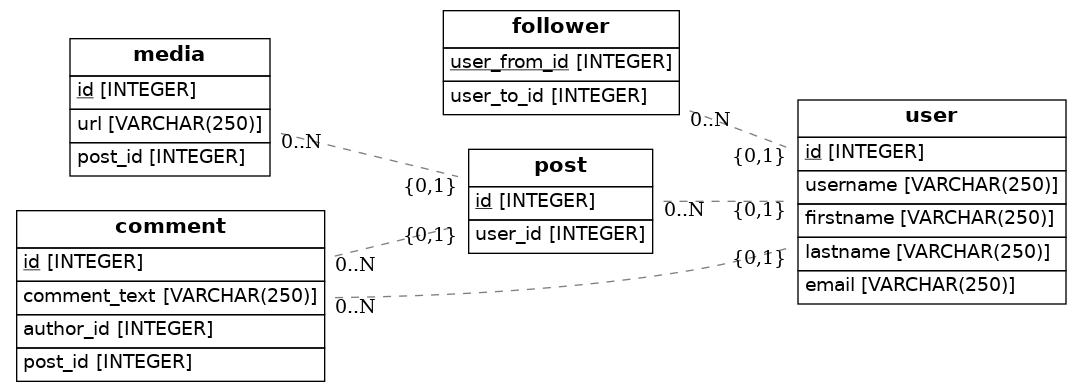 media
id [INTEGER]
url [VARCHAR(250)]
post_id [INTEGER]
follower
user_from_id [INTEGER]
user_to_id [INTEGER]
user
id [INTEGER]
username [VARCHAR(250)]
firstname [VARCHAR(250)]
lastname [VARCHAR(250)]
email [VARCHAR(250)]
post
id [INTEGER]
user_id [INTEGER]
comment
id [INTEGER]
comment_text [VARCHAR(250)]
author_id [INTEGER]
post_id [INTEGER]
0..N
{0,1}
0..N
{0,1}
0..N
{0,1}
0..N
{0,1}
0..N
{0,1}